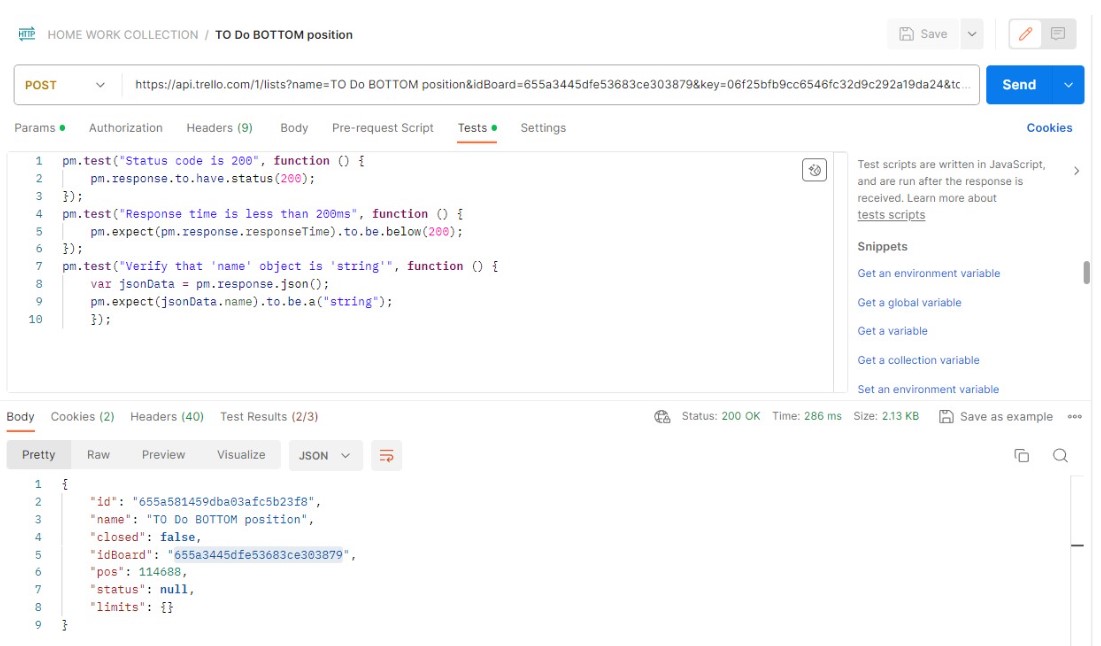 HTTP HOME WORK COLLECTION / TO Do BOTTOM position Save
POST https://api.trello.com/1/lists?name=TO Do BOTTOM position&idBoard=655a3445dfe53683ce303879&key=06f25bfb9cc6546fc32d9c292a19da24&tc... Send
Params Authorization Headers (9) Body Pre-request Script Tests Settings Cookies
1 pm.test("Status code is 200", function () {
2 pm.response.to.have.status(200);
3 });
4 pm.test("Response time is less than 200ms", function () {
5 pm.expect(pm.response.responseTime).to.be.below(200);
6 });
7 pm.test("Verify that 'name' object is 'string'", function () {
8 var jsonData = pm.response.json();
9 pm.expect(jsonData.name).to.be.a("string");
10 });
Test scripts are written in JavaScript,
and are run after the response is
received. Learn more about
tests scripts
Snippets
Get an environment variable
Get a global variable
Get a variable
Get a collection variable
Set an environment variable
Body Cookies (2) Headers (40) Test Results (2/3) Status: 200 OK Time: 286 ms Size: 2.13 KB Save as example
Pretty Raw Preview Visualize JSON
1 {
2 "id": "655a581459dba03afc5b23f8",
3 "name": "TO Do BOTTOM position",
4 "closed": false,
5 "idBoard": "655a3445dfe53683ce303879",
6 "pos": 114688,
7 "status": null,
8 "limits": {}
9 }